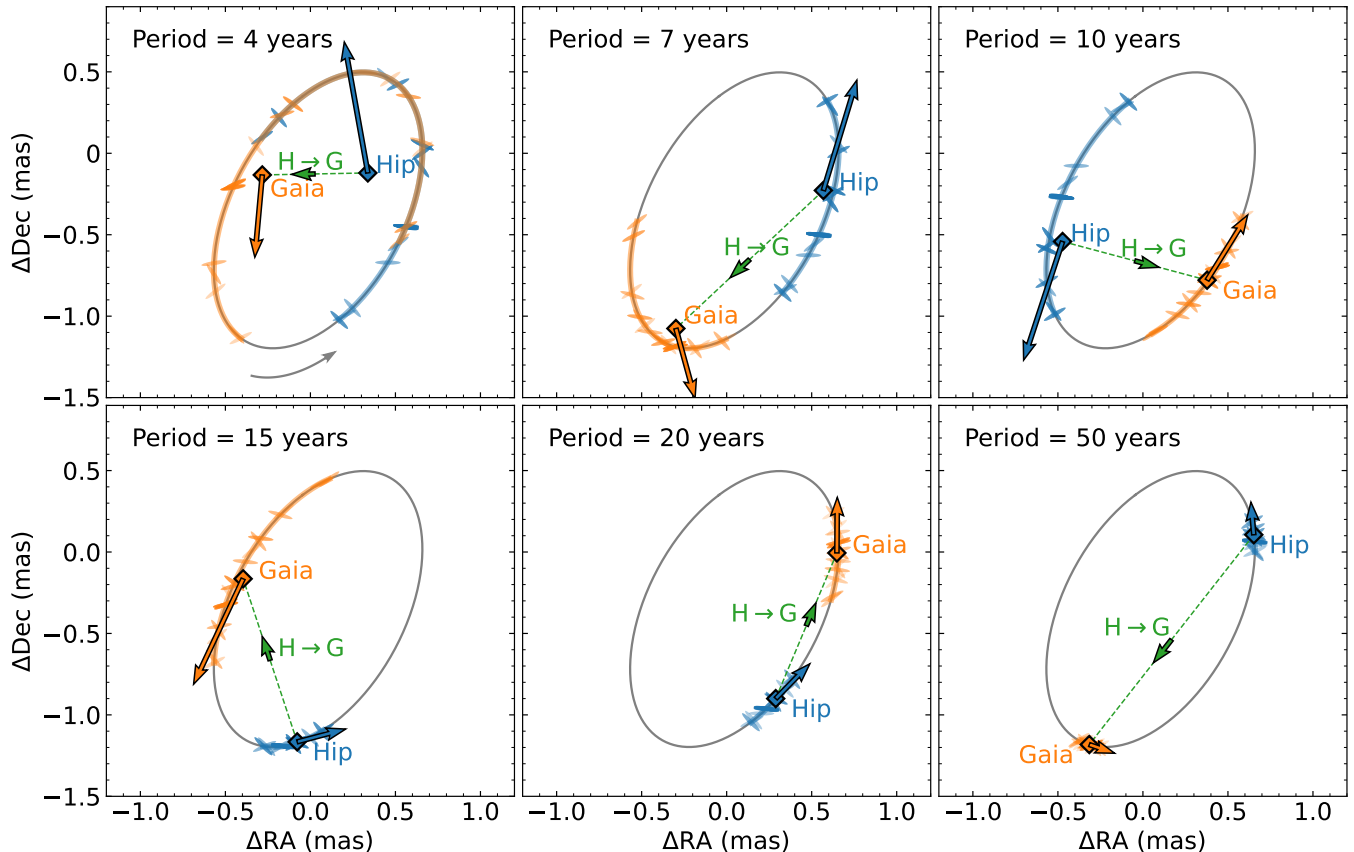 Period = 4 years
Period = 7 years
Period = 10 years
0.5
0
−0.5
−1.0
−1.5
ΔDec (mas)
H→G
Hip
Gaia
Hip
H→G
Gaia
Hip
H→G
Gaia
Period = 15 years
Period = 20 years
Period = 50 years
0.5
0.0
−0.5
−1.0
−1.5
ΔDec (mas)
Gaia
H→G
Hip
Gaia
H→G
Hip
Hip
H→G
Gaia
−1.0 −0.5 0.0 0.5 1.0
−1.0 −0.5 0.0 0.5 1.0
−1.0 −0.5 0.0 0.5 1.0
ΔRA (mas)
ΔRA (mas)
ΔRA (mas)